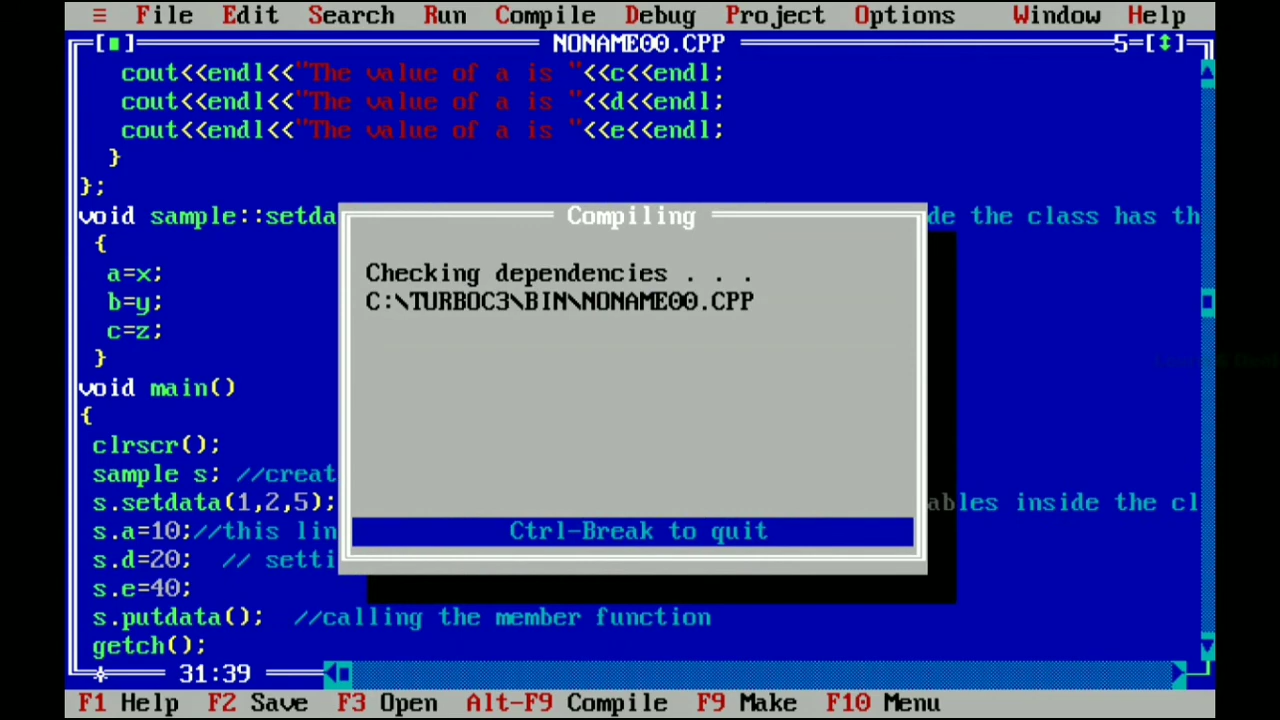 ≡ File Edit Search Run Compile Debug Project Options Window Help
[■] NONAME00.CPP 5=[↕]
cout<<endl<<"The value of a is "<<c<<endl;
cout<<endl<<"The value of a is "<<d<<endl;
cout<<endl<<"The value of a is "<<e<<endl;
}
};
void sample::setda de the class has th
{
a=x;
b=y;
c=z;
}
void main()
{
clrscr();
sample s; //creat
s.setdata(1,2,5); ables inside the cl
s.a=10;//this lin
s.d=20; // setti
s.e=40;
s.putdata(); //calling the member function
getch();
Compiling
Checking dependencies . . .
C:\TURBOC3\BIN\NONAME00.CPP
Ctrl-Break to quit
31:39
F1 Help F2 Save F3 Open Alt-F9 Compile F9 Make F10 Menu